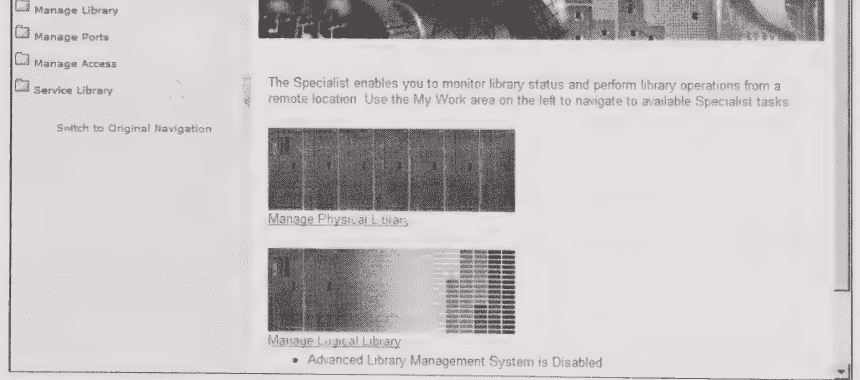 Manage Library
Manage Ports
Manage Access
Service Library
Switch to Original Navigation
The Specialist enables you to monitor library status and perform library operations from a
remote location Use the My Work area on the left to navigate to available Specialist tasks
Manage Physical Library
Manage Logical Library
• Advanced Library Management System is Disabled